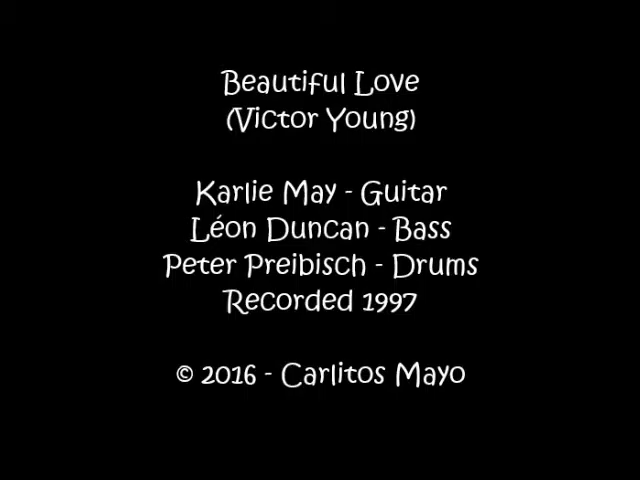 Beautiful Love
(Victor Young)
Karlie May - Guitar
Léon Duncan - Bass
Peter Preibisch - Drums
Recorded 1997
© 2016 - Carlitos Mayo